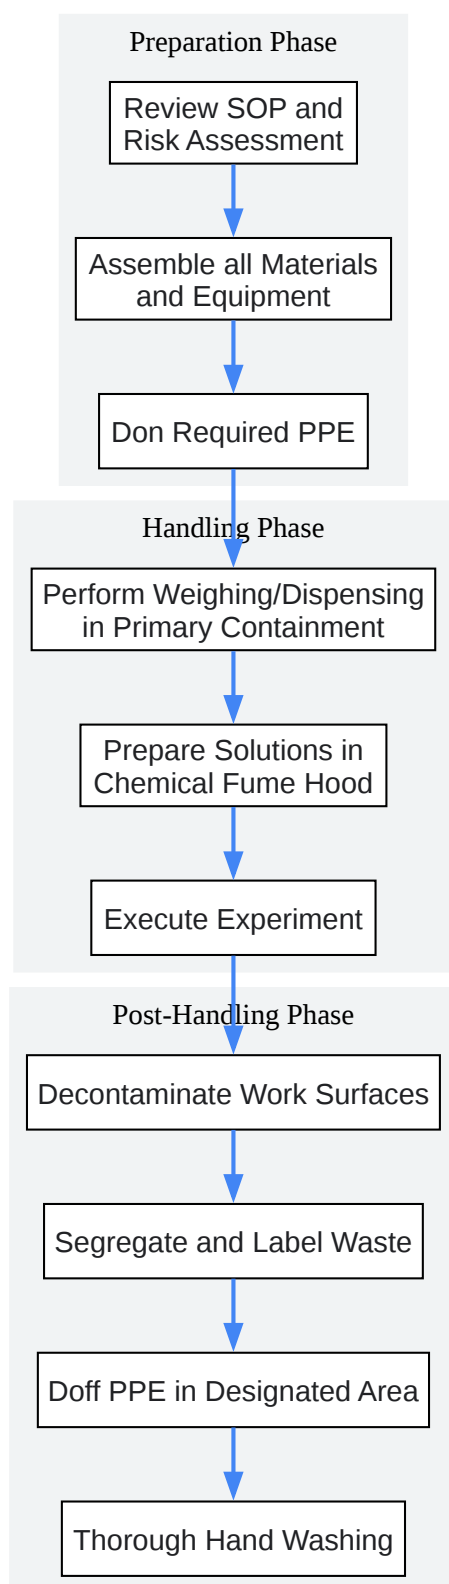 Preparation Phase
Review SOP and
Risk Assessment
Assemble all Materials
and Equipment
Don Required PPE
Handling Phase
Perform Weighing/Dispensing
in Primary Containment
Prepare Solutions in
Chemical Fume Hood
Execute Experiment
Post-Handling Phase
Decontaminate Work Surfaces
Segregate and Label Waste
Doff PPE in Designated Area
Thorough Hand Washing